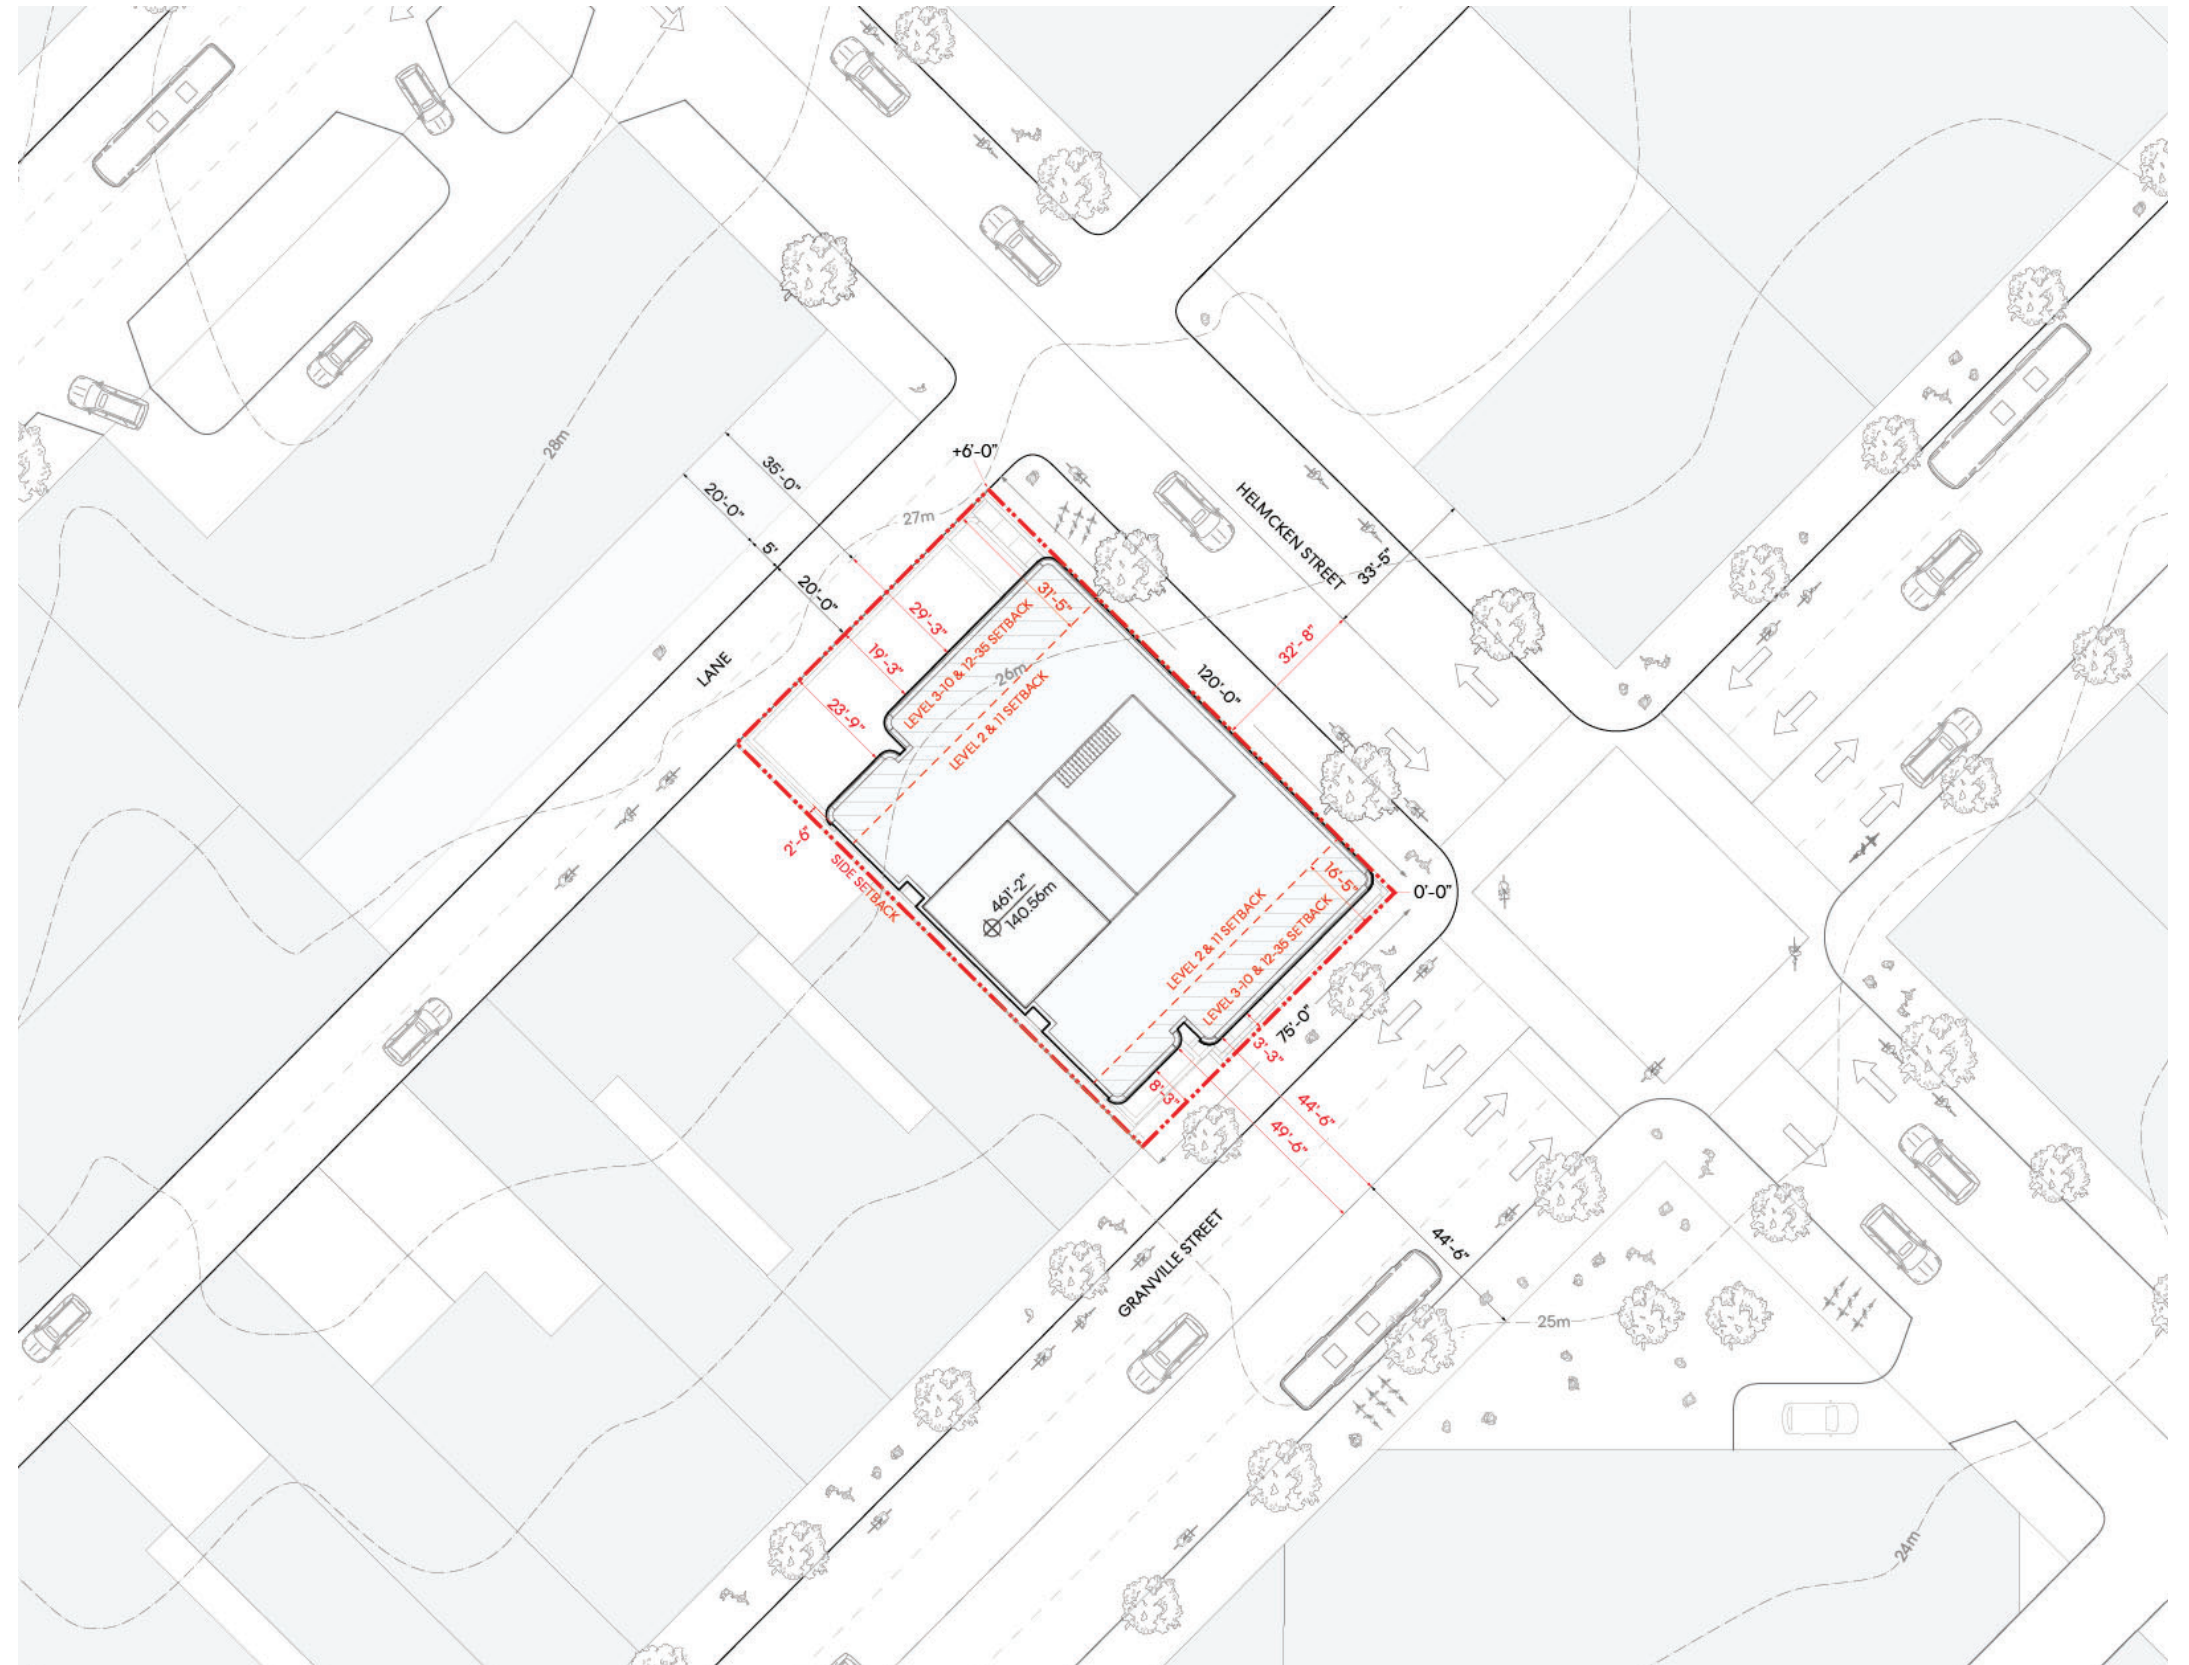 +6'-0"
35'-0"
20'-0"
5'
20'-0"
27m
28m
HELMCKEN STREET
33'-5"
32'-8"
31'-5"
29'-3"
19'-3"
23'-9"
LEVEL 3-10 & 12-35 SETBACK
26m
LEVEL 2 & 11 SETBACK
LANE
120'-0"
2'-6"
SIDE SETBACK
461'-2"
140.56m
16'-5"
0'-0"
LEVEL 2 & 11 SETBACK
LEVEL 3-10 & 12-35 SETBACK
75'-0"
3'-3"
8'-3"
44'-6"
49'-6"
GRANVILLE STREET
44'-6"
25m
24m